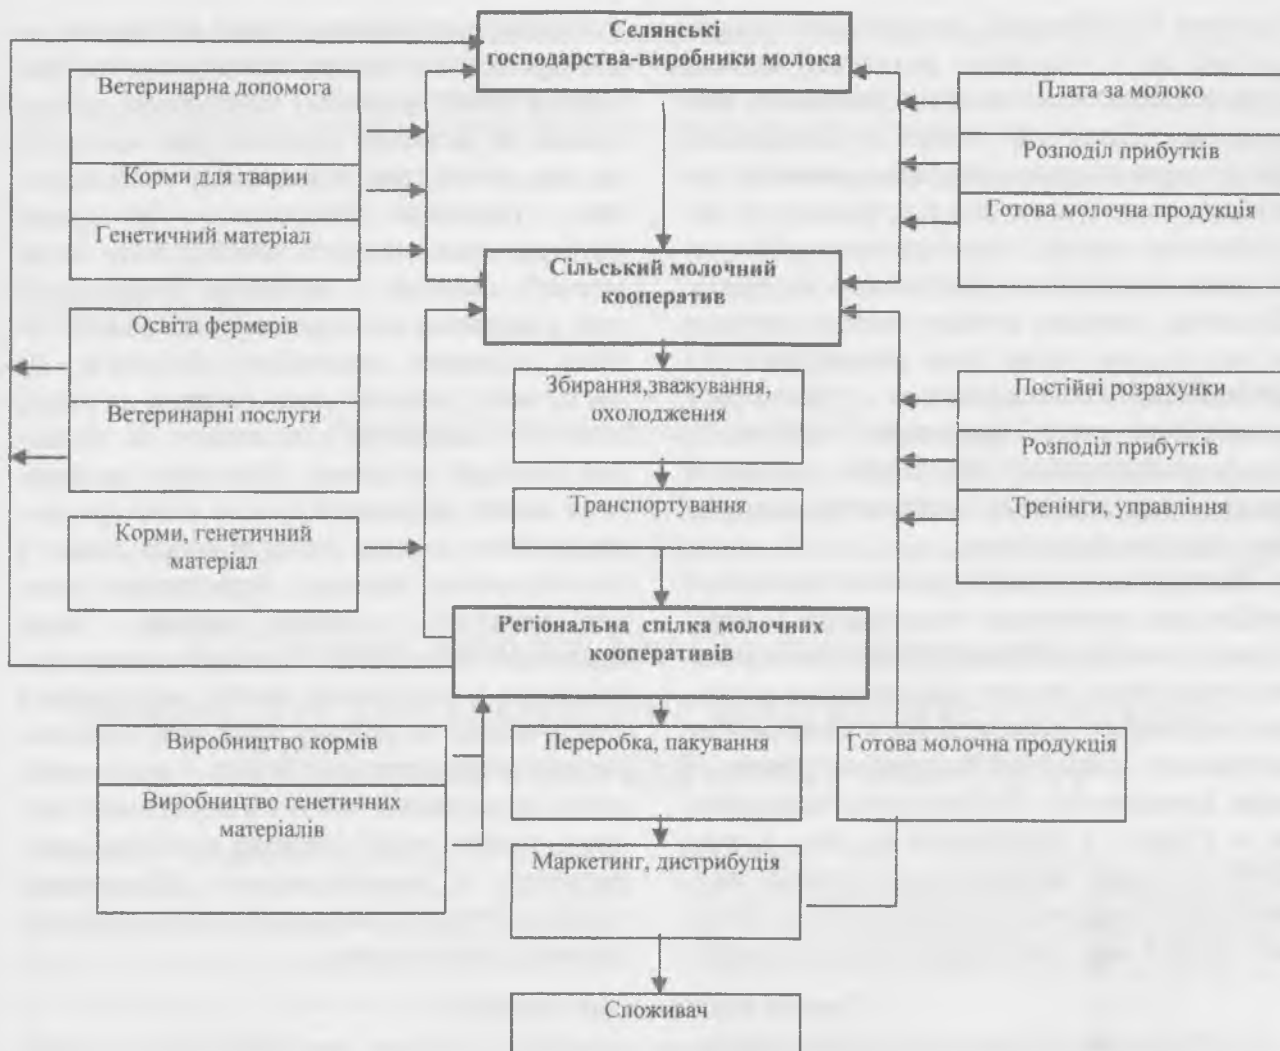 Селянські
господарства-виробники молока
Ветеринарна допомога
Корми для тварии
Генетичний матеріал
Плата за молоко
Розподіл прибутків
Готова молочна продукція
Сільський молочний
кооператив
Освіта фермерів
Ветеринарні послуги
Збирання,зважування,
охолодження
Постійні розрахунки
Розподіл прибутків
Тренінги, управління
Транспортування
Корми, генетичний
матеріал
Регіональна спілка молочних
кооперативів
Виробництво кормів
Виробництво генетичних
матеріалів
Переробка, пакування
Готова молочна продукція
Маркетинг, дистрибуція
Споживач